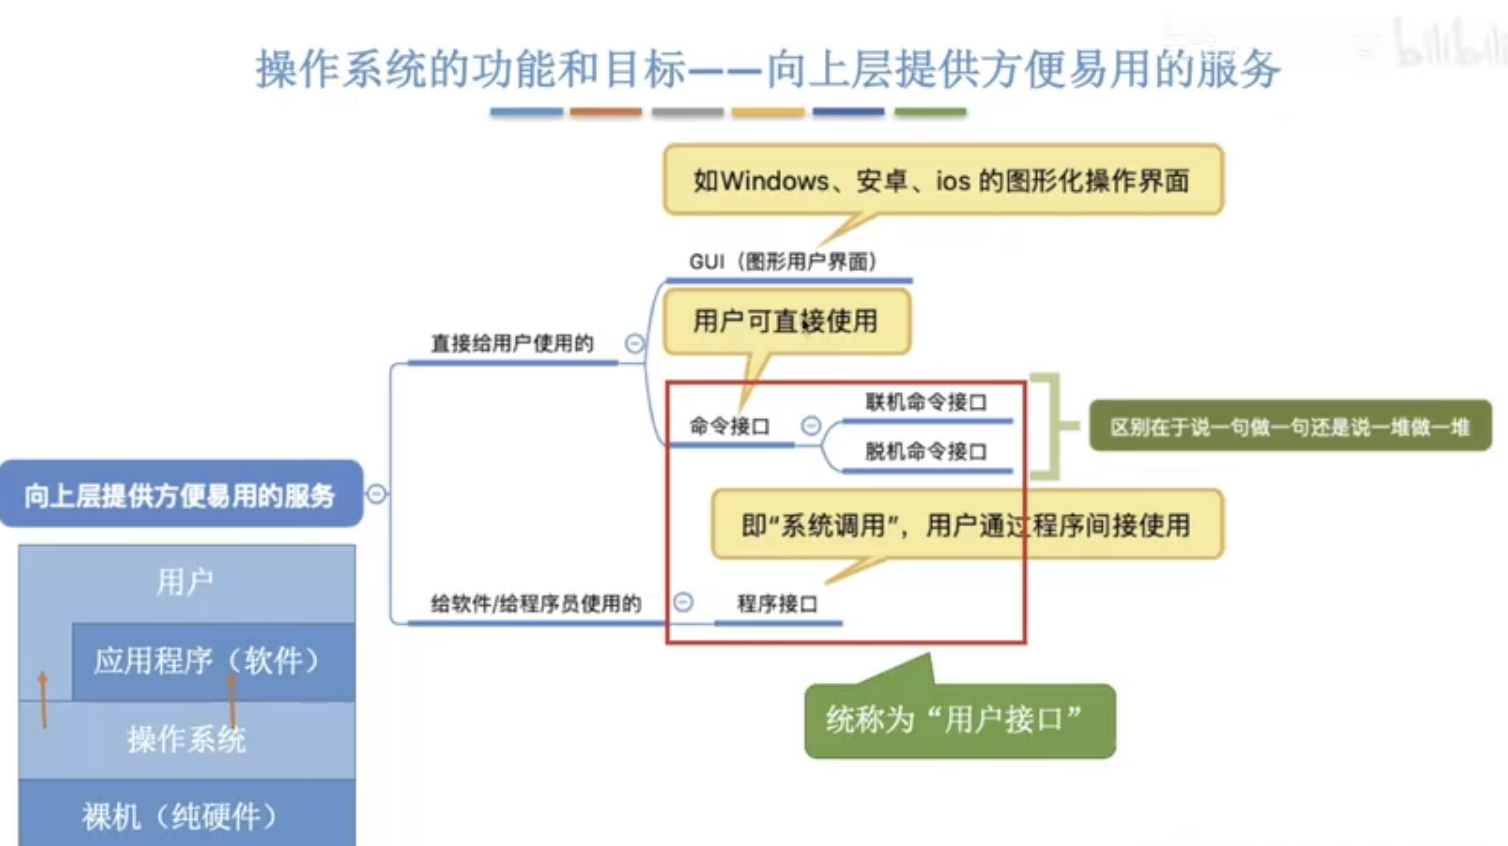 操作系统的功能和目标——向上层提供方便易用的服务
bilibili
如Windows、安卓、ios 的图形化操作界面
GUI（图形用户界面）
用户可直接使用
直接给用户使用的
命令接口
联机命令接口
脱机命令接口
区别在于说一句做一句还是说一堆做一堆
向上层提供方便易用的服务
即“系统调用”，用户通过程序间接使用
给软件/给程序员使用的
程序接口
统称为“用户接口”
用户
应用程序（软件）
操作系统
裸机（纯硬件）